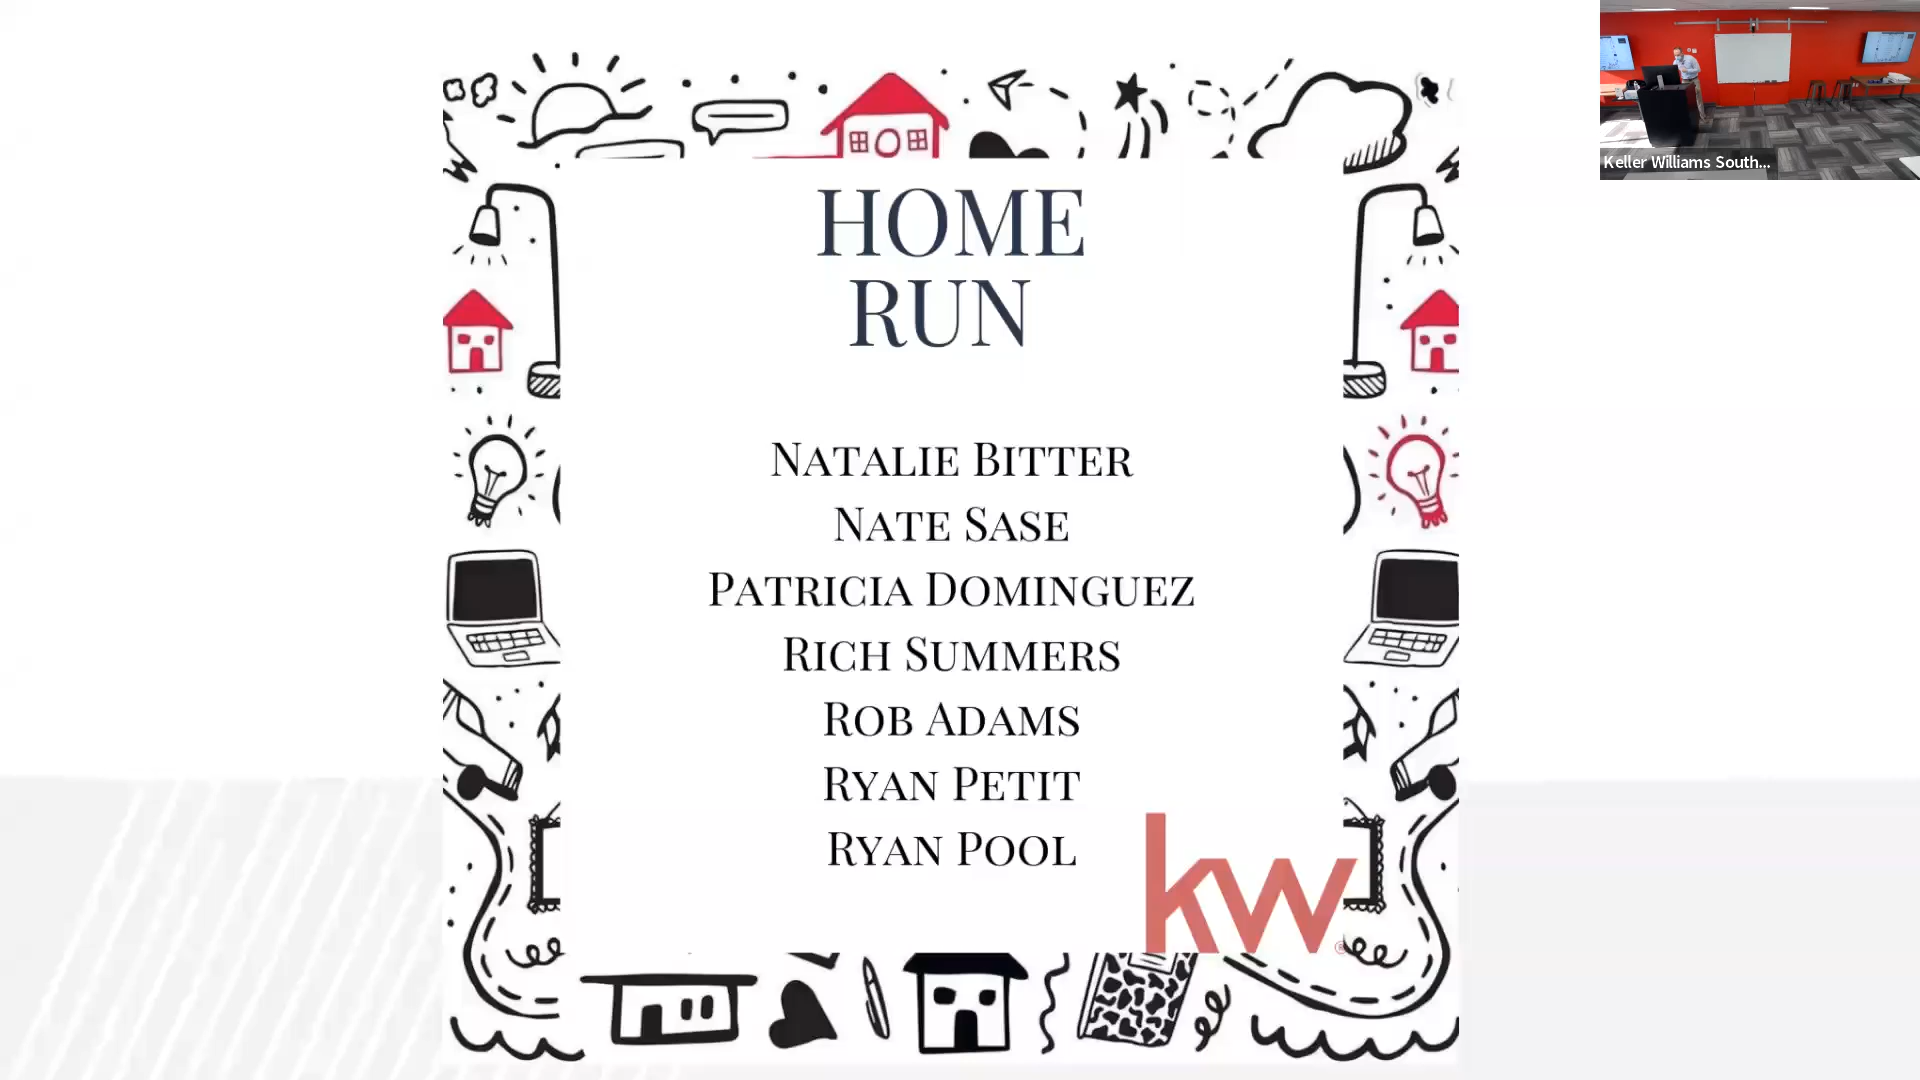 HOME
RUN
Natalie Bitter
Nate Sase
Patricia Dominguez
Rich Summers
Rob Adams
Ryan Petit
Ryan Pool
kw
Keller Williams South...